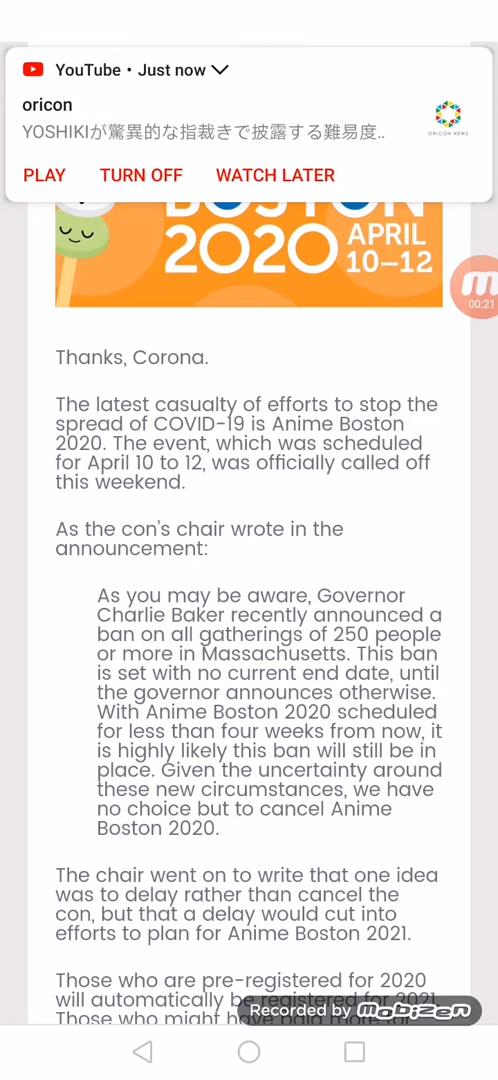 YouTube • Just now
oricon
YOSHIKIが驚異的な指裁きで披露する難易度..
ORICON NEWS
PLAY TURN OFF WATCH LATER
BOSTON
2020 APRIL
10–12
00:21
Thanks, Corona.
The latest casualty of efforts to stop the
spread of COVID-19 is Anime Boston
2020. The event, which was scheduled
for April 10 to 12, was officially called off
this weekend.
As the con’s chair wrote in the
announcement:
As you may be aware, Governor
Charlie Baker recently announced a
ban on all gatherings of 250 people
or more in Massachusetts. This ban
is set with no current end date, until
the governor announces otherwise.
With Anime Boston 2020 scheduled
for less than four weeks from now, it
is highly likely this ban will still be in
place. Given the uncertainty around
these new circumstances, we have
no choice but to cancel Anime
Boston 2020.
The chair went on to write that one idea
was to delay rather than cancel the
con, but that a delay would cut into
efforts to plan for Anime Boston 2021.
Those who are pre-registered for 2020
will automatically be registered for 2021.
Those who might have paid more for
Recorded by mobizen